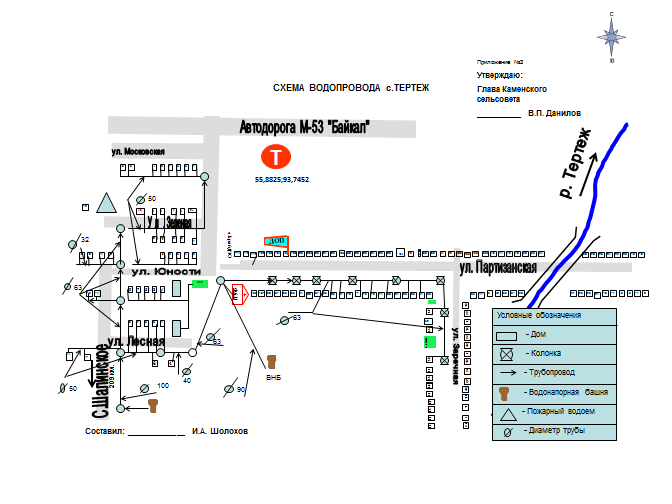 С
Ю
Приложение №2
Утверждаю:
Глава Каменского
сельсовета
В.П. Данилов
СХЕМА ВОДОПРОВОДА с.ТЕРТЕЖ
Автодорога М-53 "Байкал"
Т
55,8825;93,7452
р. Тертеж
ул. Московская
50
Ул. Зеленая
32
ул. Юности
63
ул. Партизанская
63
63
ул. Лесная
ул. Заречная
С.Шалинское
50
100
40
90
ВНБ
Условные обозначения
- Дом
- Колонка
- Трубопровод
- Водонапорная башня
- Пожарный водоем
- Диаметр трубы
Составил:
И.А. Шолохов